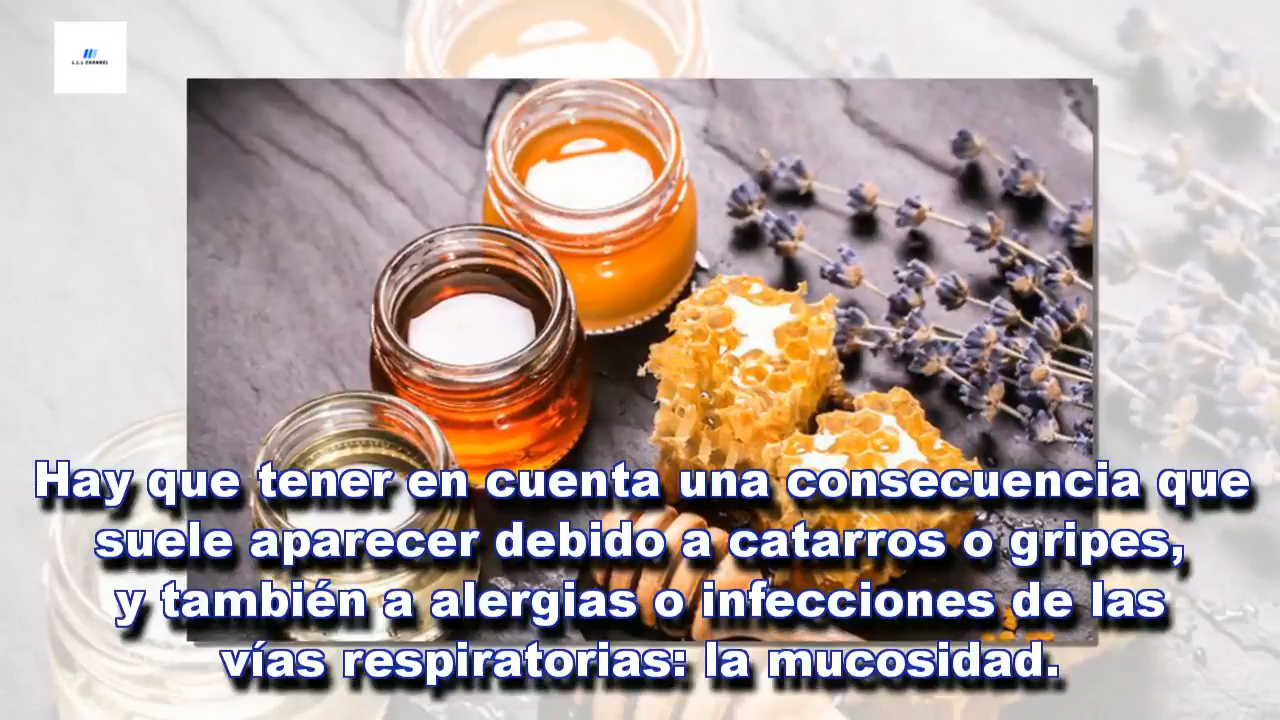 L.L.L CHANNEL
Hay que tener en cuenta una consecuencia que
suele aparecer debido a catarros o gripes,
y también a alergias o infecciones de las
vías respiratorias: la mucosidad.